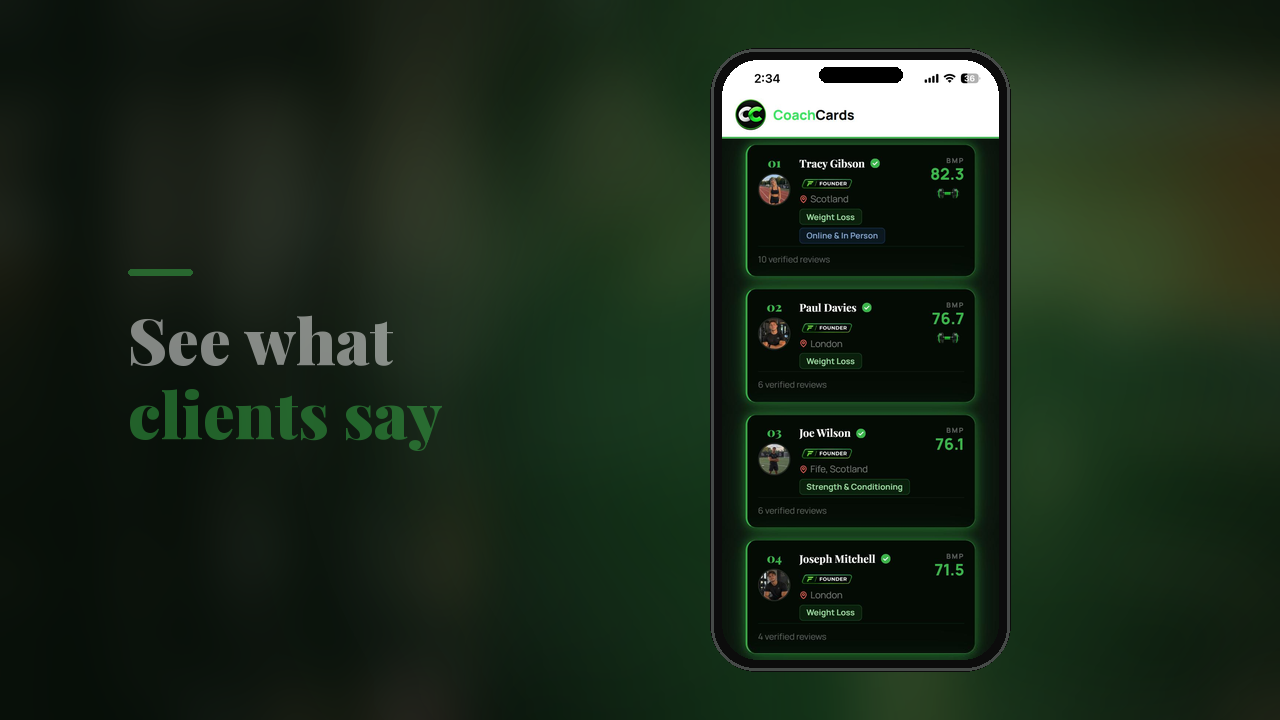 See what
clients say
2:34
36
CC
CoachCards
01
Tracy Gibson
BMP
82.3
FOUNDER
Scotland
Weight Loss
Online & In Person
10 verified reviews
02
Paul Davies
BMP
76.7
FOUNDER
London
Weight Loss
6 verified reviews
03
Joe Wilson
BMP
76.1
FOUNDER
Fife, Scotland
Strength & Conditioning
6 verified reviews
04
Joseph Mitchell
BMP
71.5
FOUNDER
London
Weight Loss
4 verified reviews